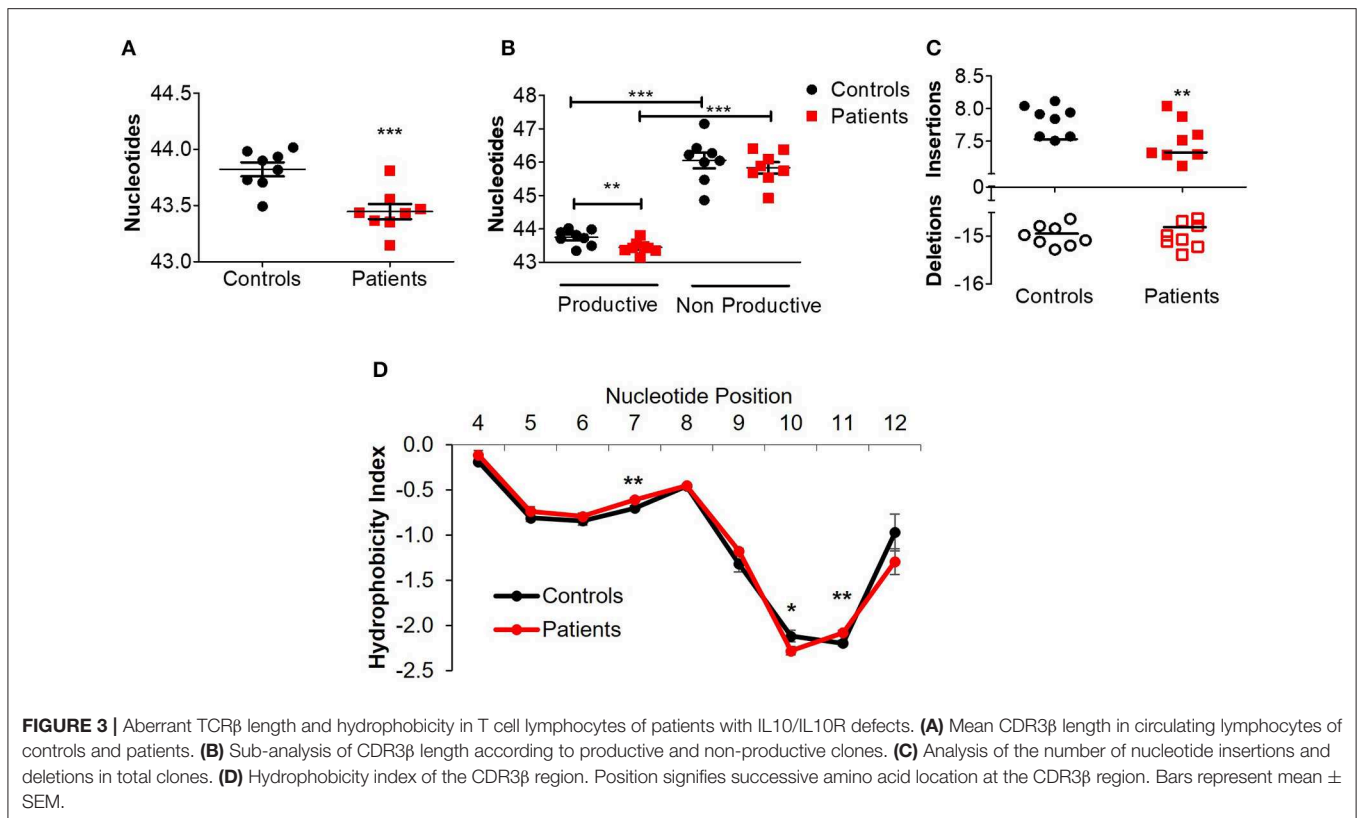 A
44.5
44.0
43.5
43.0
Nucleotides
***
Controls
Patients
B
48
47
46
45
44
43
Nucleotides
***
***
**
Productive
Non Productive
Controls
Patients
C
8.5
8.0
7.5
0
-15
-16
Insertions
Deletions
**
Controls
Patients
D
Nucleotide Position
4 5 6 7 8 9 10 11 12
0.0
-0.5
-1.0
-1.5
-2.0
-2.5
Hydrophobicity Index
**
*
**
Controls
Patients
FIGURE 3 | Aberrant TCRβ length and hydrophobicity in T cell lymphocytes of patients with IL10/IL10R defects. (A) Mean CDR3β length in circulating lymphocytes of
controls and patients. (B) Sub-analysis of CDR3β length according to productive and non-productive clones. (C) Analysis of the number of nucleotide insertions and
deletions in total clones. (D) Hydrophobicity index of the CDR3β region. Position signifies successive amino acid location at the CDR3β region. Bars represent mean ±
SEM.